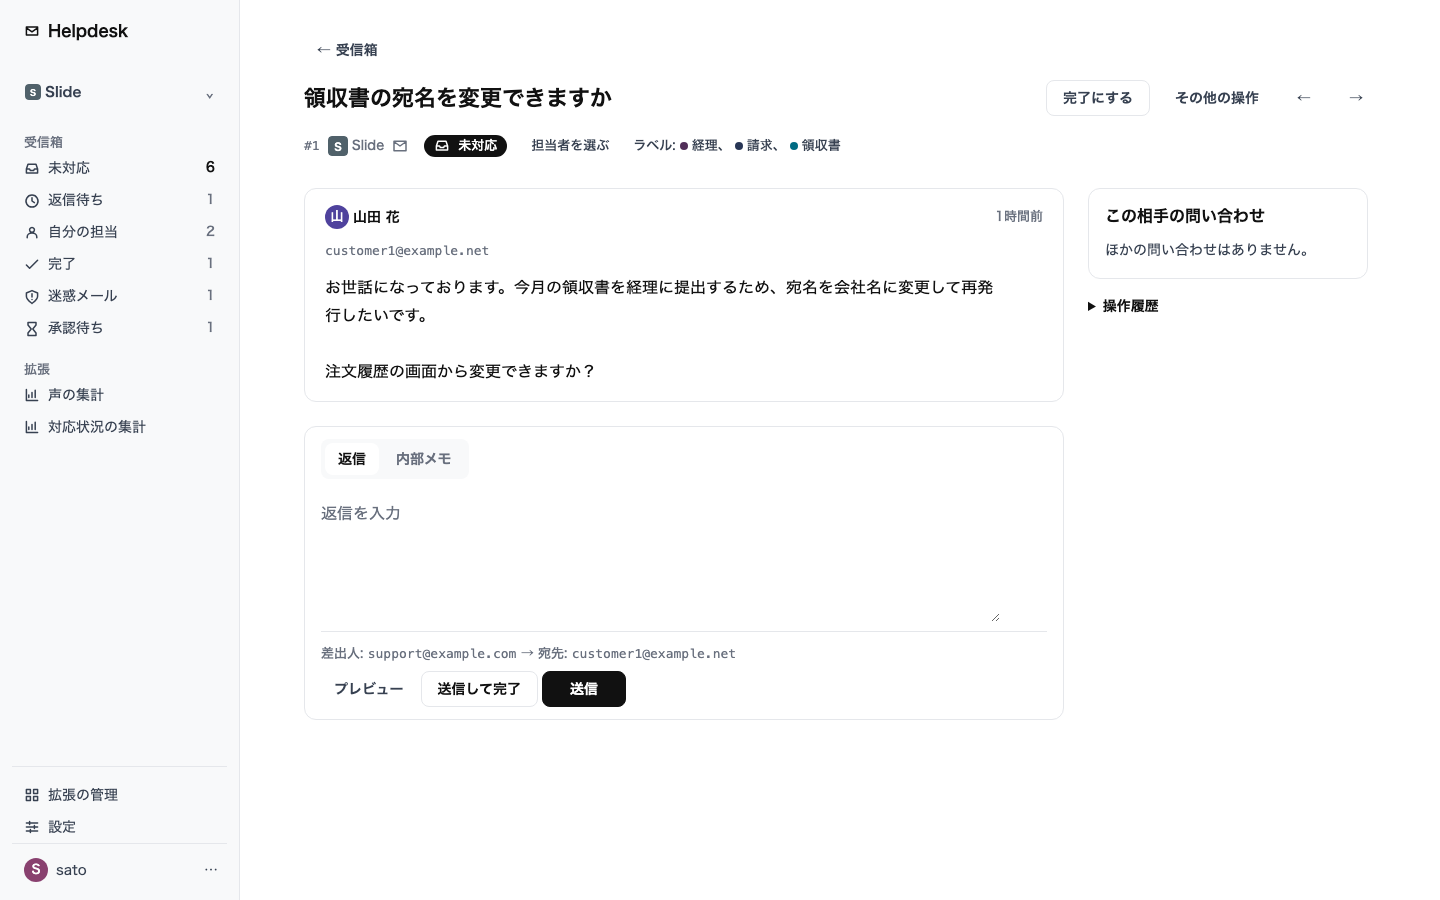 Helpdesk
S Slide
受信箱
未対応 6
返信待ち 1
自分の担当 2
完了 1
迷惑メール 1
承認待ち 1
拡張
声の集計
対応状況の集計
拡張の管理
設定
S sato ...
← 受信箱
領収書の宛名を変更できますか
完了にする その他の操作 ← →
#1 S Slide 未対応 担当者を選ぶ ラベル: 経理、 請求、 領収書
山 山田 花 1時間前
customer1@example.net
お世話になっております。今月の領収書を経理に提出するため、宛名を会社名に変更して再発
行したいです。
注文履歴の画面から変更できますか？
返信 内部メモ
返信を入力
差出人: support@example.com → 宛先: customer1@example.net
プレビュー 送信して完了 送信
この相手の問い合わせ
ほかの問い合わせはありません。
▶ 操作履歴